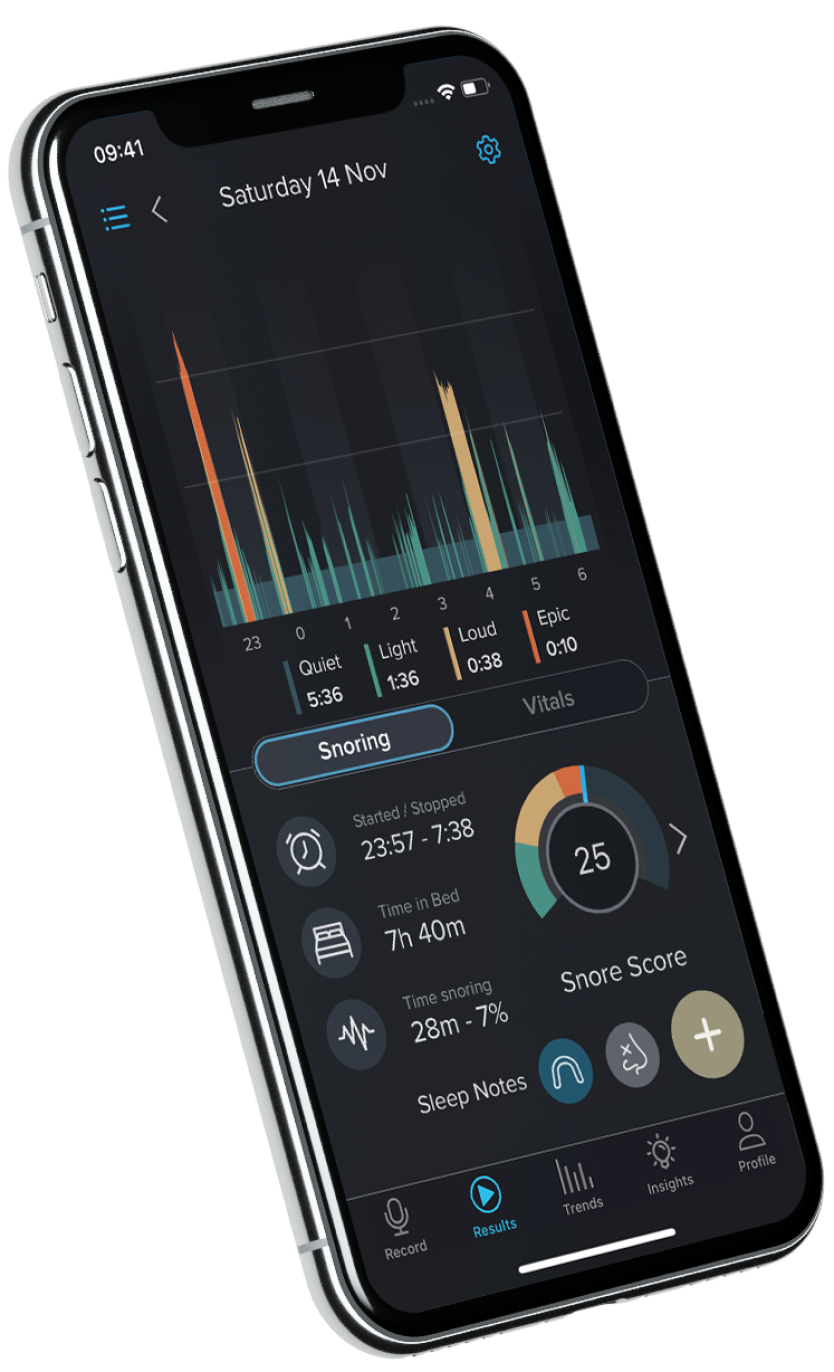 09:41
Saturday 14 Nov
23 0 1 2 3 4 5 6
Quiet Light Loud Epic
5:36 1:36 0:38 0:10
Snoring Vitals
Started / Stopped
23:57 - 7:38
25
Time in Bed
7h 40m
Snore Score
Time snoring
28m - 7%
Sleep Notes
Record Results Trends Insights Profile